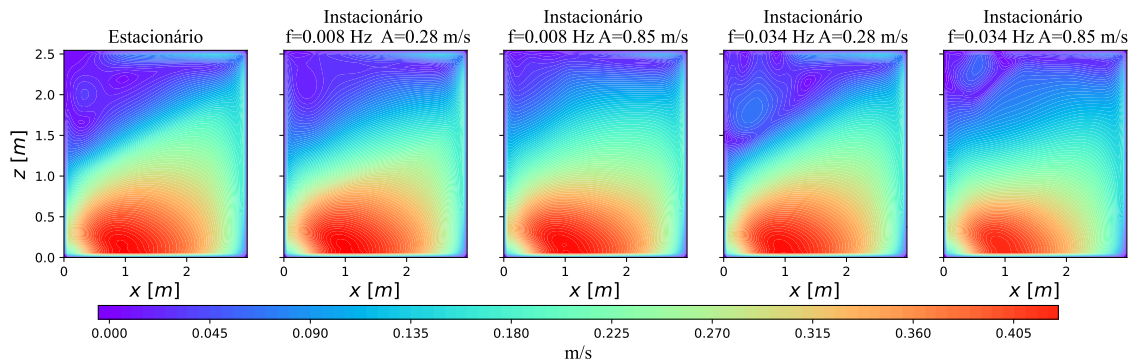 Estacionário
Instacionário
f=0.008 Hz  A=0.28 m/s
Instacionário
f=0.008 Hz A=0.85 m/s
Instacionário
f=0.034 Hz A=0.28 m/s
Instacionário
f=0.034 Hz A=0.85 m/s
z [m]
2.5
2.0
1.5
1.0
0.5
0.0
0 1 2
0 1 2
0 1 2
0 1 2
0 1 2
x [m]
x [m]
x [m]
x [m]
x [m]
0.000 0.045 0.090 0.135 0.180 0.225 0.270 0.315 0.360 0.405
m/s